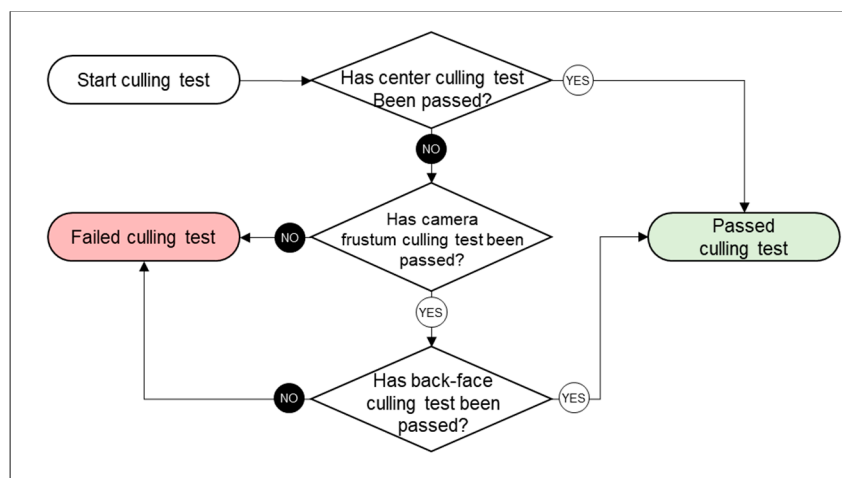 Start culling test
Has center culling test
Been passed?
YES
NO
Failed culling test
NO
Has camera
frustum culling test been
passed?
Passed
culling test
YES
NO
Has back-face
culling test been
passed?
YES